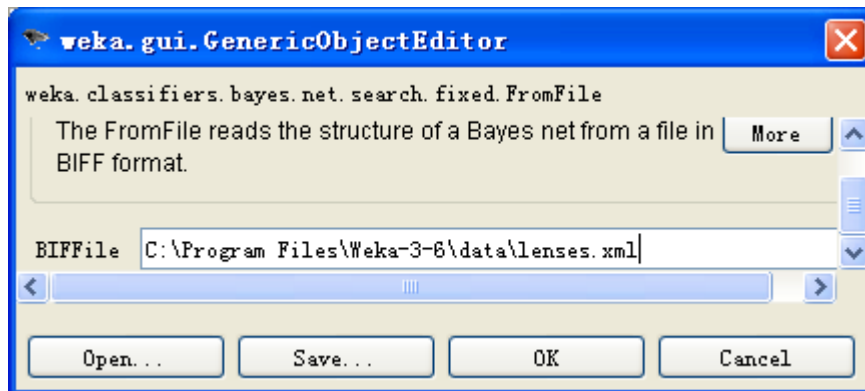 weka.gui.GenericObjectEditor
weka.classifiers.bayes.net.search.fixed.FromFile
The FromFile reads the structure of a Bayes net from a file in
BIFF format.
More
BIFFile C:\Program Files\Weka-3-6\data\lenses.xml
Open... Save... OK Cancel